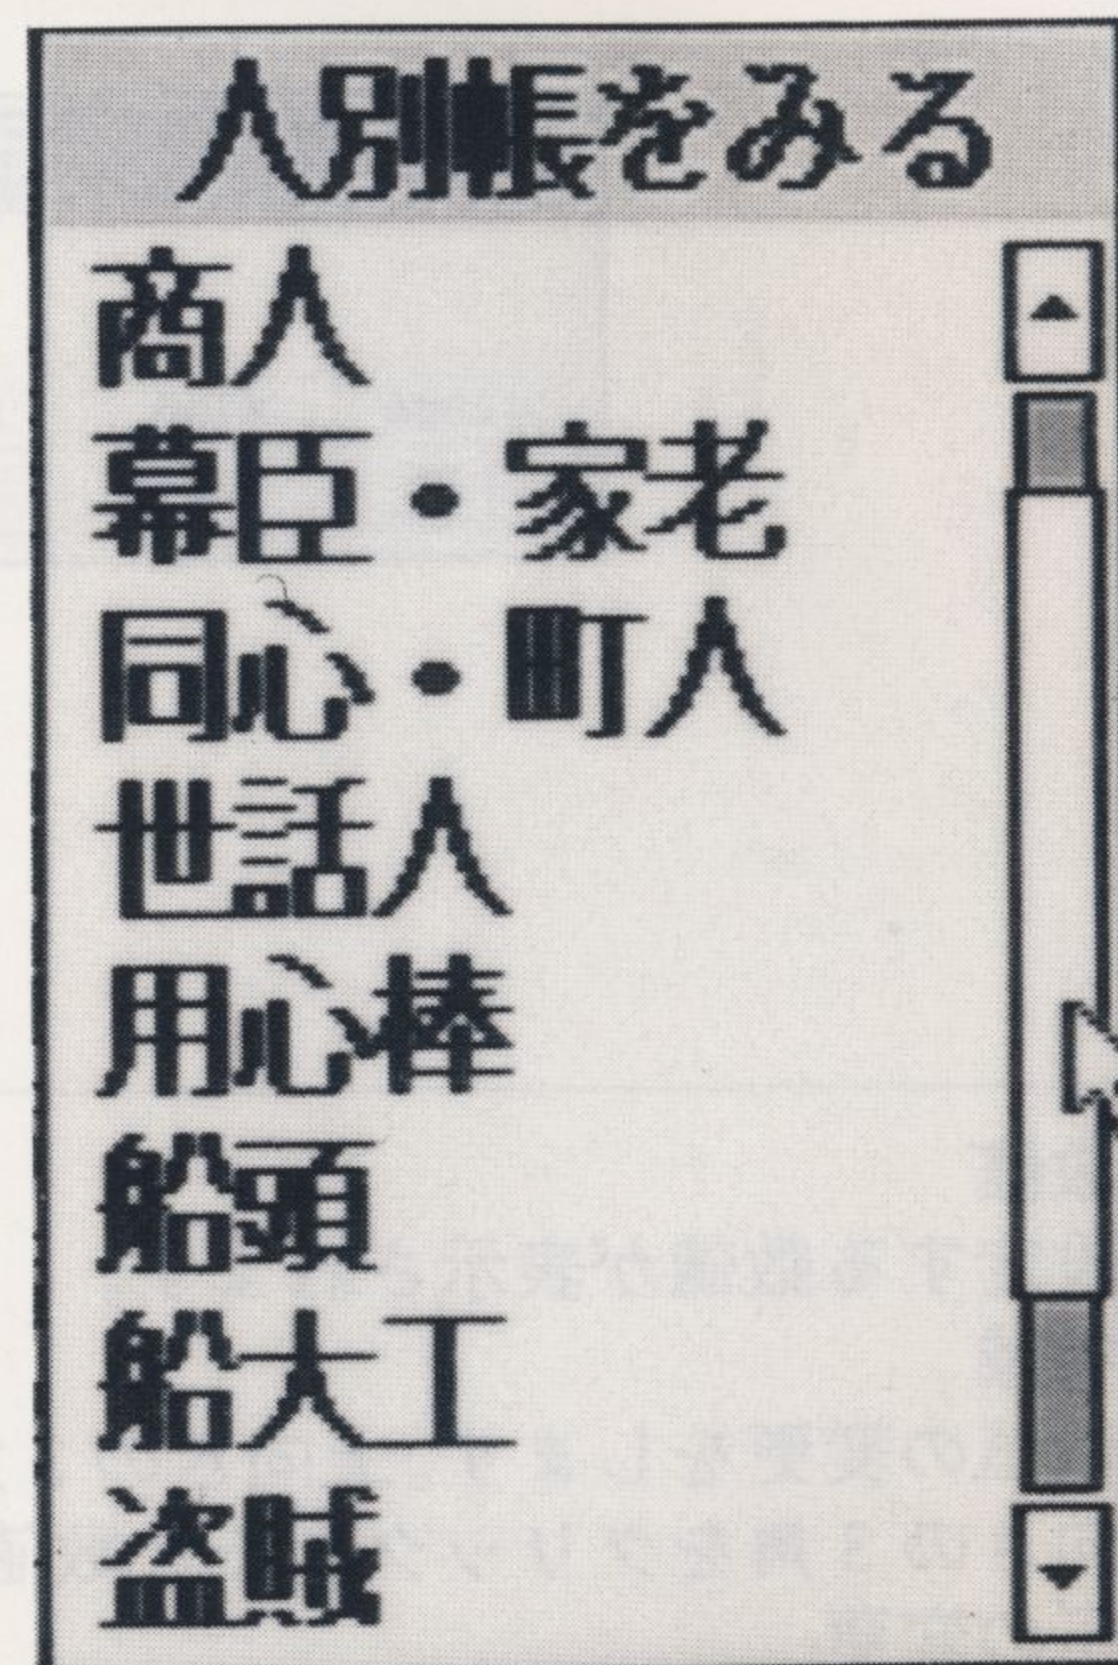 人別帳をみる
商人
幕臣・家老
同心・町人
世話人
用心棒
船頭
船大工
盗賊